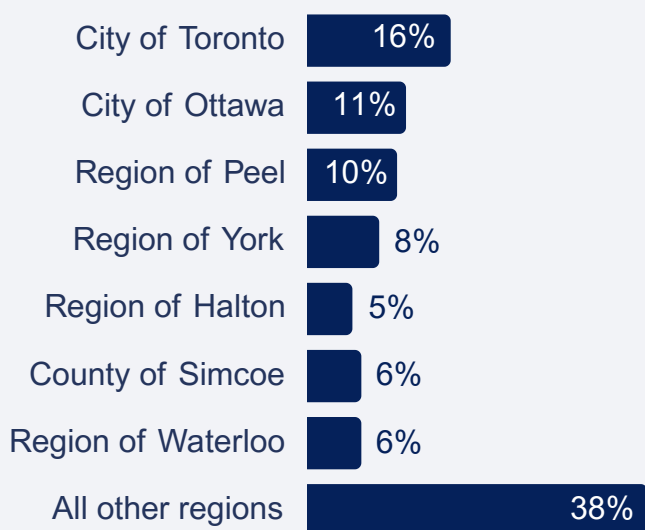 City of Toronto 16%
City of Ottawa 11%
Region of Peel 10%
Region of York 8%
Region of Halton 5%
County of Simcoe 6%
Region of Waterloo 6%
All other regions 38%